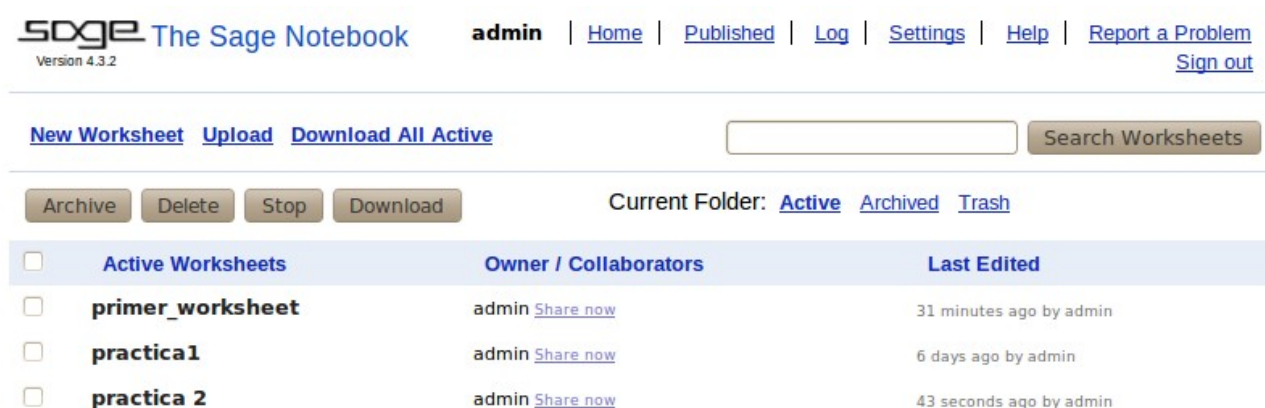 sage The Sage Notebook admin | Home | Published | Log | Settings | Help | Report a Problem
Version 4.3.2 Sign out
New Worksheet Upload Download All Active Search Worksheets
Archive Delete Stop Download Current Folder: Active Archived Trash
Active Worksheets Owner / Collaborators Last Edited
primer_worksheet admin Share now 31 minutes ago by admin
practica1 admin Share now 6 days ago by admin
practica 2 admin Share now 43 seconds ago by admin